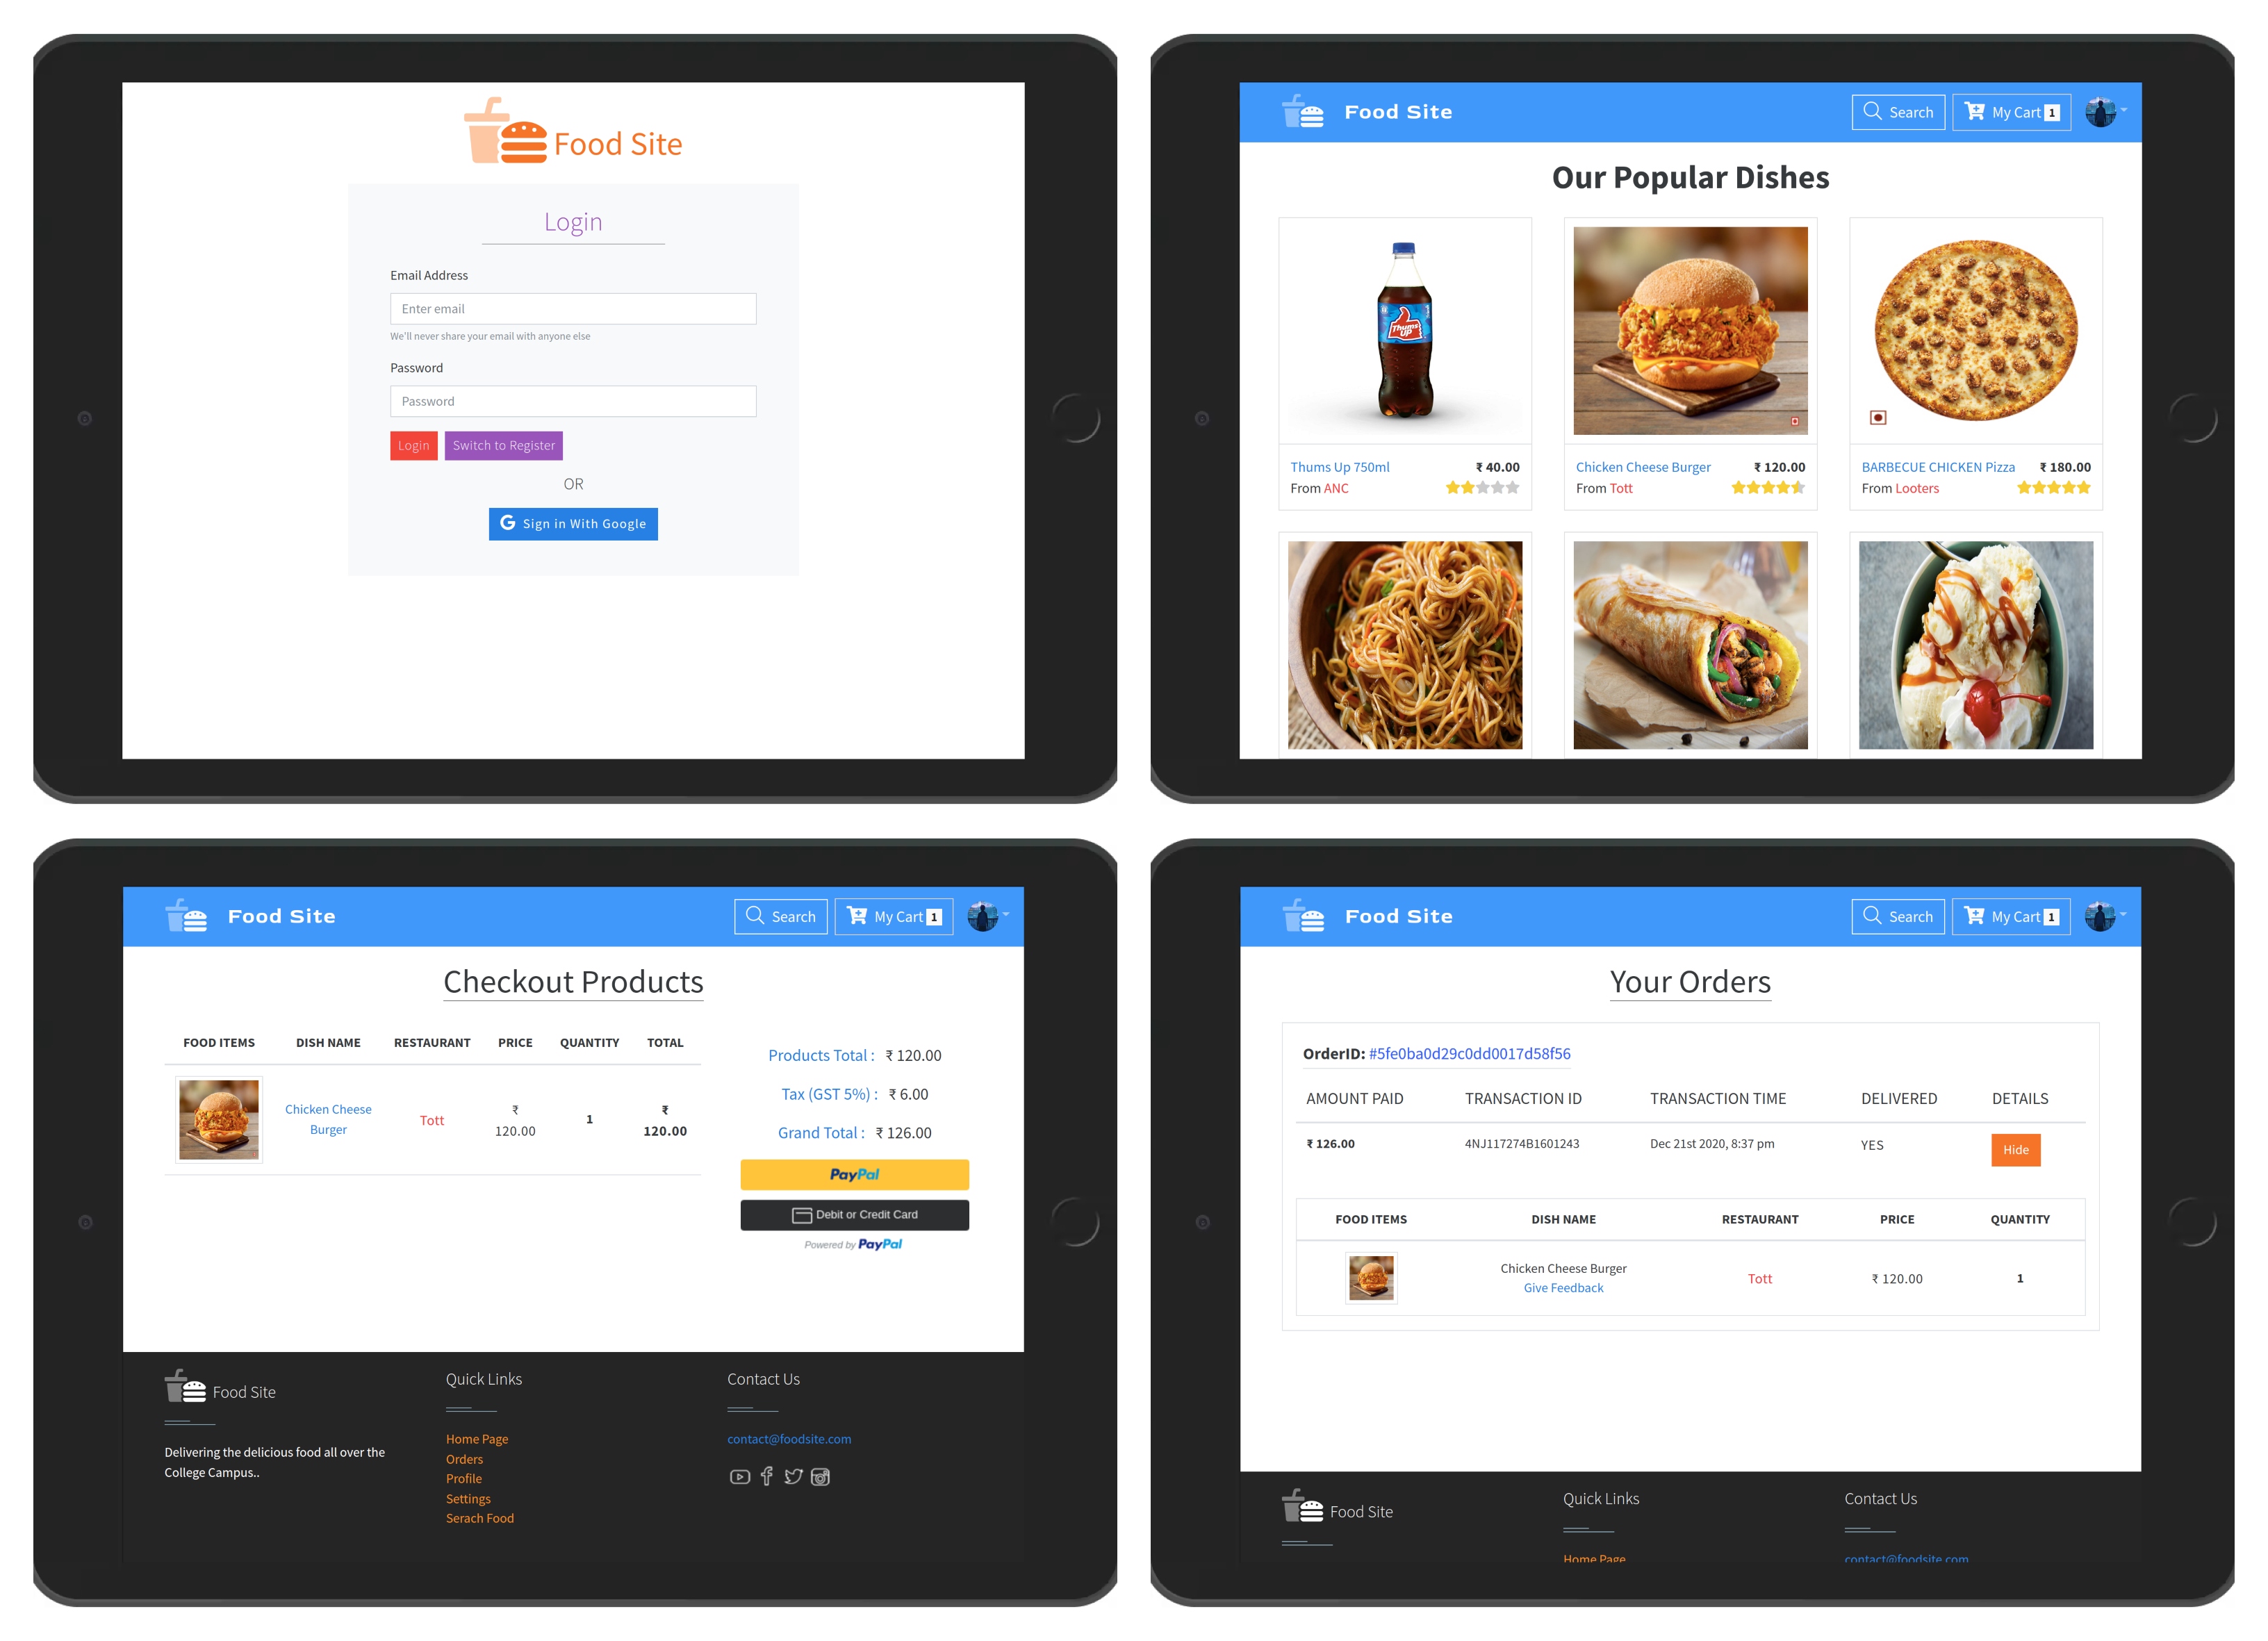 Food Site
Login
Email Address
Enter email
We'll never share your email with anyone else
Password
Password
Login Switch to Register
OR
G Sign in With Google
Food Site Search My Cart 1
Our Popular Dishes
Thums Up
Thums Up 750ml ₹ 40.00
From ANC
Chicken Cheese Burger ₹ 120.00
From Tott
BARBECUE CHICKEN Pizza ₹ 180.00
From Looters
Food Site Search My Cart 1
Checkout Products
FOOD ITEMS DISH NAME RESTAURANT PRICE QUANTITY TOTAL
Chicken Cheese Burger Tott ₹ 120.00 1 ₹ 120.00
Products Total : ₹ 120.00
Tax (GST 5%) : ₹ 6.00
Grand Total : ₹ 126.00
PayPal
Debit or Credit Card
Powered by PayPal
Food Site
Delivering the delicious food all over the
College Campus..
Quick Links
Home Page
Orders
Profile
Settings
Serach Food
Contact Us
contact@foodsite.com
Food Site Search My Cart 1
Your Orders
OrderID: #5fe0ba0d29c0dd0017d58f56
AMOUNT PAID TRANSACTION ID TRANSACTION TIME DELIVERED DETAILS
₹ 126.00 4NJ117274B1601243 Dec 21st 2020, 8:37 pm YES Hide
FOOD ITEMS DISH NAME RESTAURANT PRICE QUANTITY
Chicken Cheese Burger Tott ₹ 120.00 1
Give Feedback
Food Site
Quick Links
Home Page
Contact Us
contact@foodsite.com